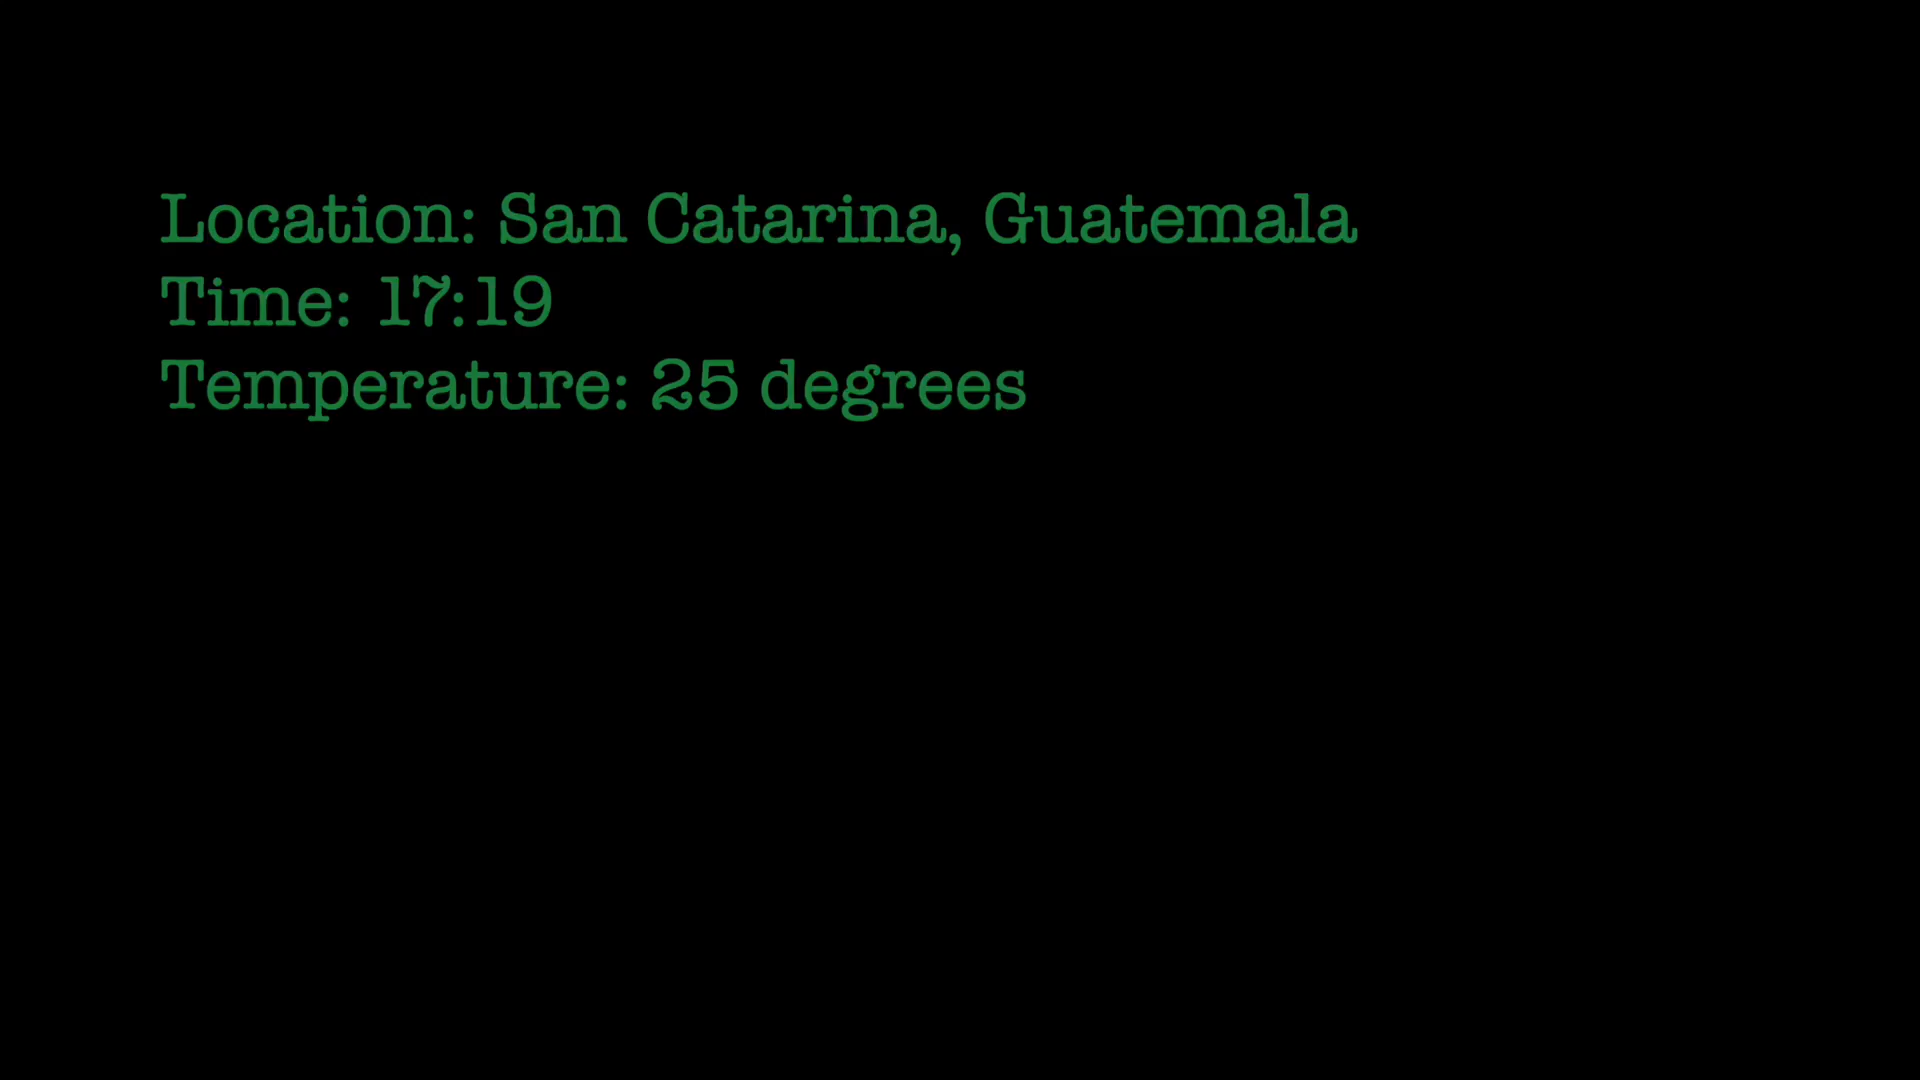 Location: San Catarina, Guatemala
Time: 17:19
Temperature: 25 degrees